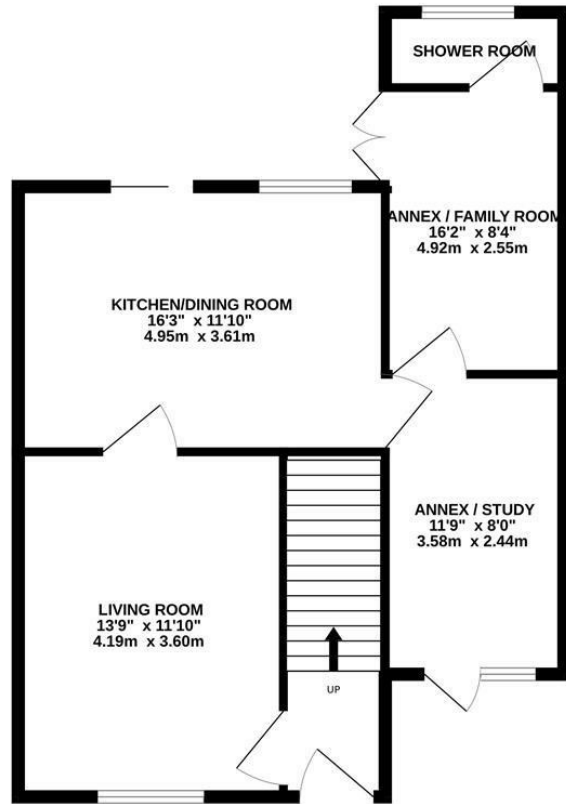 SHOWER ROOM
ANNEX / FAMILY ROOM
16'2" x 8'4"
4.92m x 2.55m
KITCHEN/DINING ROOM
16'3" x 11'10"
4.95m x 3.61m
ANNEX / STUDY
11'9" x 8'0"
3.58m x 2.44m
LIVING ROOM
13'9" x 11'10"
4.19m x 3.60m
UP